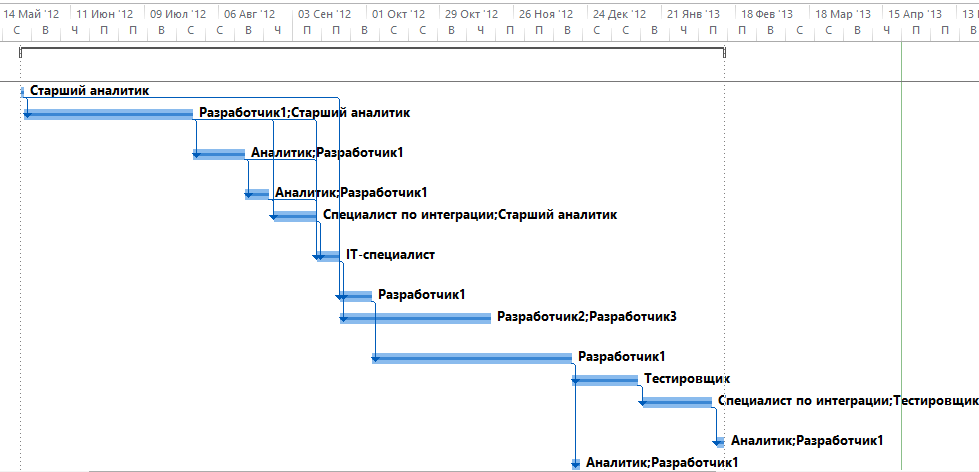 14 Май '12 11 Июн '12 09 Июл '12 06 Авг '12 03 Сен '12 01 Окт '12 29 Окт '12 26 Ноя '12 24 Дек '12 21 Янв '13 18 Фев '13 18 Мар '13 15 Апр '13 13
С В Ч П П С С В Ч П П С С В Ч П П П В С С В Ч П П С С В Ч П П С В
Старший аналитик
Разработчик1;Старший аналитик
Аналитик;Разработчик1
Аналитик;Разработчик1
Специалист по интеграции;Старший аналитик
IT-специалист
Разработчик1
Разработчик2;Разработчик3
Разработчик1
Тестировщик
Специалист по интеграции;Тестировщик
Аналитик;Разработчик1
Аналитик;Разработчик1